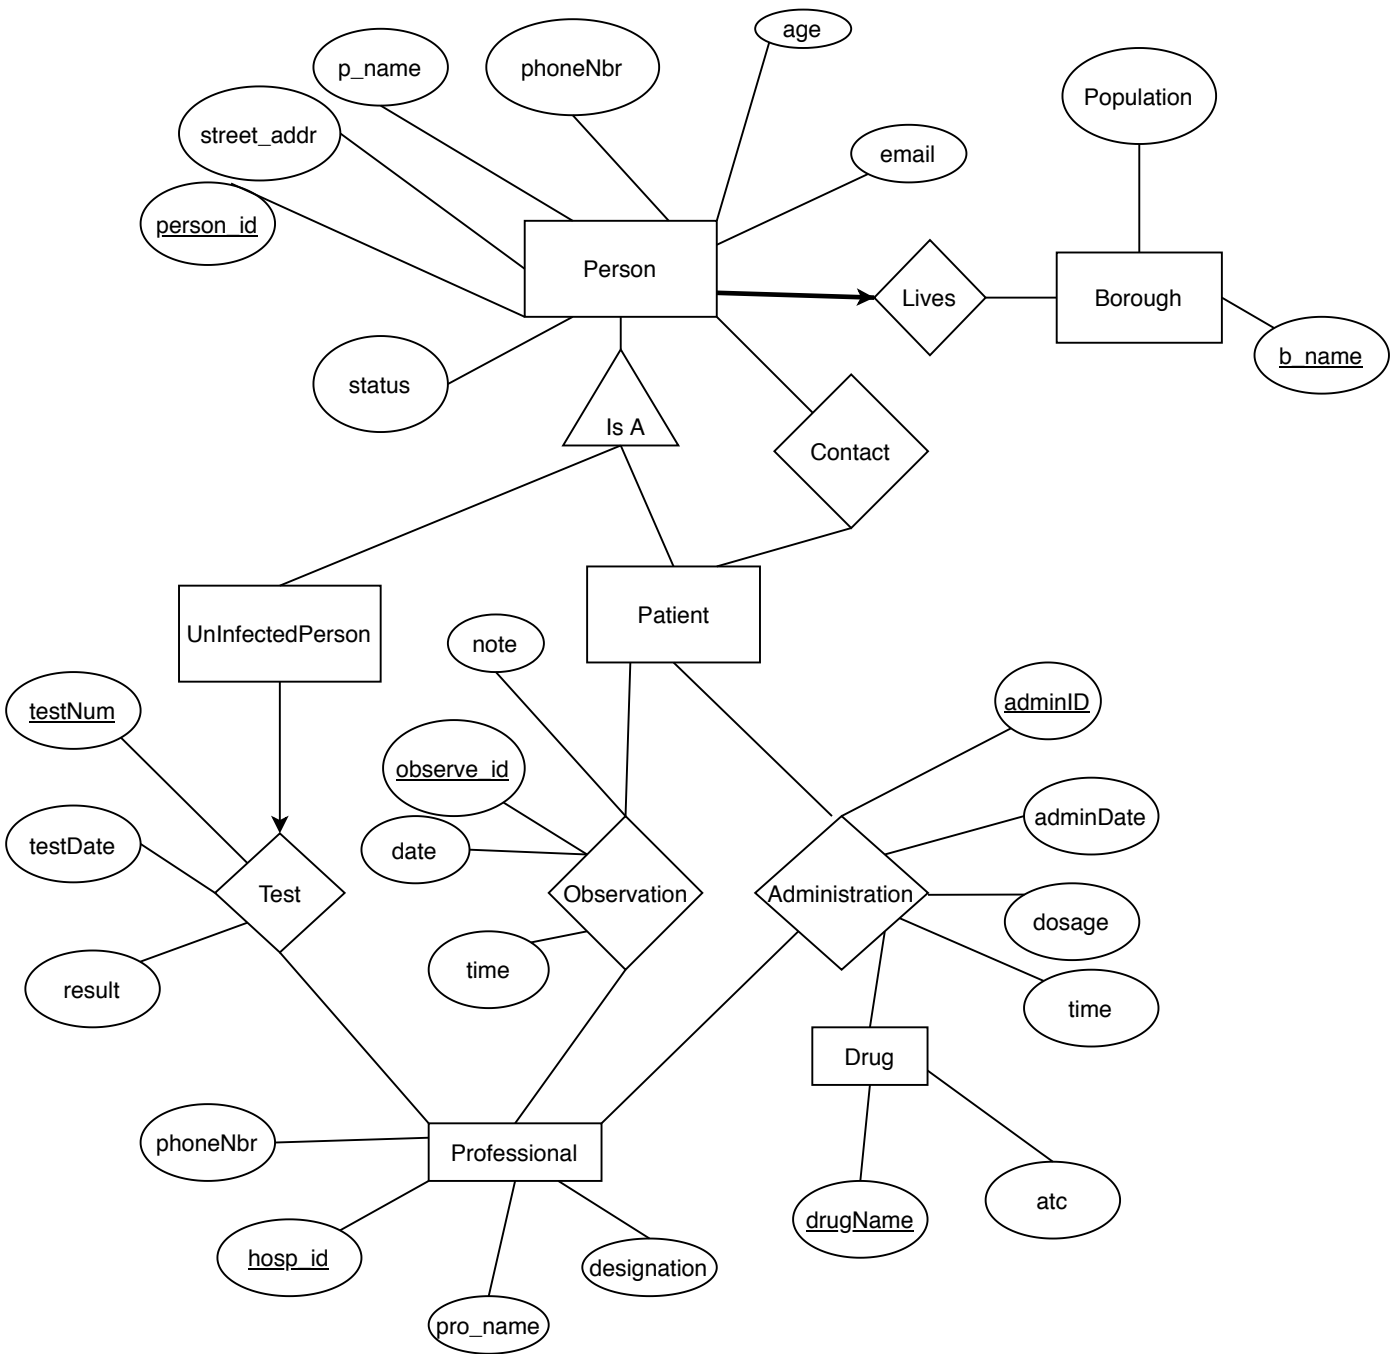 age
p_name
phoneNbr
Population
street_addr
email
person_id
Person
Lives
Borough
b_name
status
Is A
Contact
UnInfectedPerson
Patient
note
testNum
adminID
observe_id
adminDate
testDate
date
Test
Observation
Administration
dosage
time
result
time
Drug
phoneNbr
Professional
atc
drugName
hosp_id
designation
pro_name